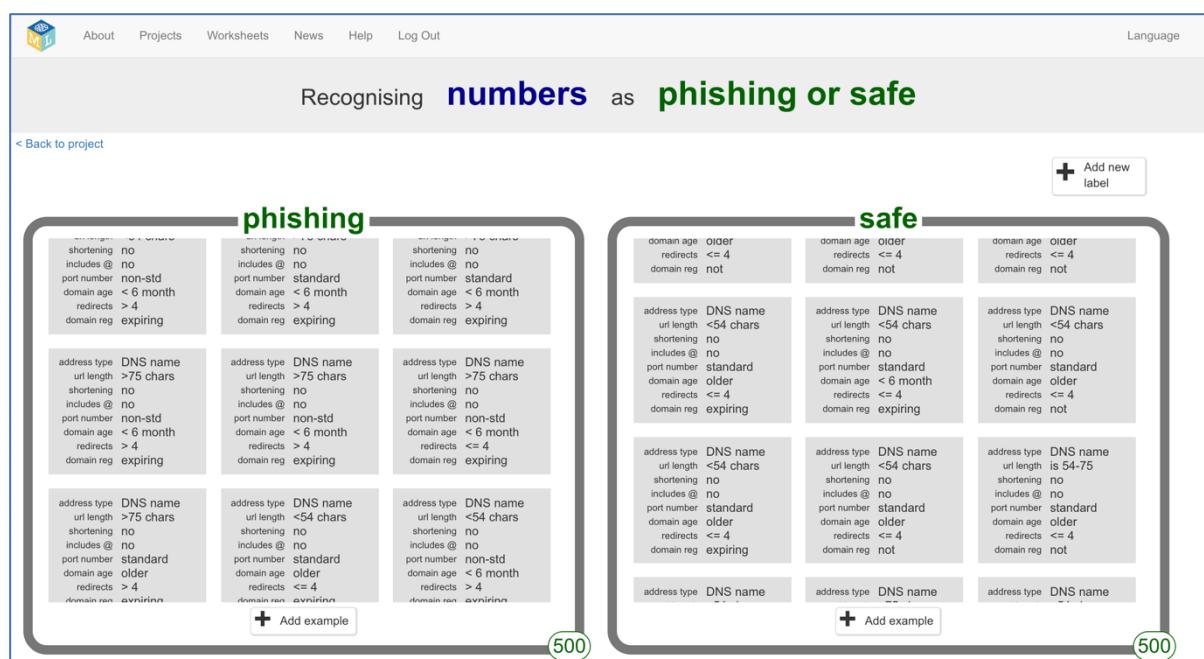 About Projects Worksheets News Help Log Out Language
Recognising numbers as phishing or safe
< Back to project
Add new
label
phishing
shortening no
includes @ no
port number non-std
domain age < 6 month
redirects > 4
domain reg expiring
shortening no
includes @ no
port number standard
domain age < 6 month
redirects > 4
domain reg expiring
shortening no
includes @ no
port number standard
domain age < 6 month
redirects > 4
domain reg expiring
address type DNS name
url length >75 chars
shortening no
includes @ no
port number non-std
domain age < 6 month
redirects > 4
domain reg expiring
address type DNS name
url length >75 chars
shortening no
includes @ no
port number non-std
domain age < 6 month
redirects > 4
domain reg expiring
address type DNS name
url length >75 chars
shortening no
includes @ no
port number non-std
domain age < 6 month
redirects <= 4
domain reg expiring
address type DNS name
url length >75 chars
shortening no
includes @ no
port number standard
domain age older
redirects > 4
domain reg expiring
address type DNS name
url length <54 chars
shortening no
includes @ no
port number standard
domain age older
redirects <= 4
domain reg expiring
address type DNS name
url length <54 chars
shortening no
includes @ no
port number non-std
domain age < 6 month
redirects > 4
domain reg expiring
Add example
500
safe
domain age older
redirects <= 4
domain reg not
domain age older
redirects <= 4
domain reg not
domain age older
redirects <= 4
domain reg not
address type DNS name
url length <54 chars
shortening no
includes @ no
port number standard
domain age older
redirects <= 4
domain reg expiring
address type DNS name
url length <54 chars
shortening no
includes @ no
port number standard
domain age < 6 month
redirects <= 4
domain reg expiring
address type DNS name
url length <54 chars
shortening no
includes @ no
port number standard
domain age older
redirects <= 4
domain reg not
address type DNS name
url length <54 chars
shortening no
includes @ no
port number standard
domain age older
redirects <= 4
domain reg expiring
address type DNS name
url length <54 chars
shortening no
includes @ no
port number standard
domain age older
redirects <= 4
domain reg not
address type DNS name
url length is 54-75
shortening no
includes @ no
port number standard
domain age older
redirects <= 4
domain reg not
address type DNS name
address type DNS name
address type DNS name
Add example
500